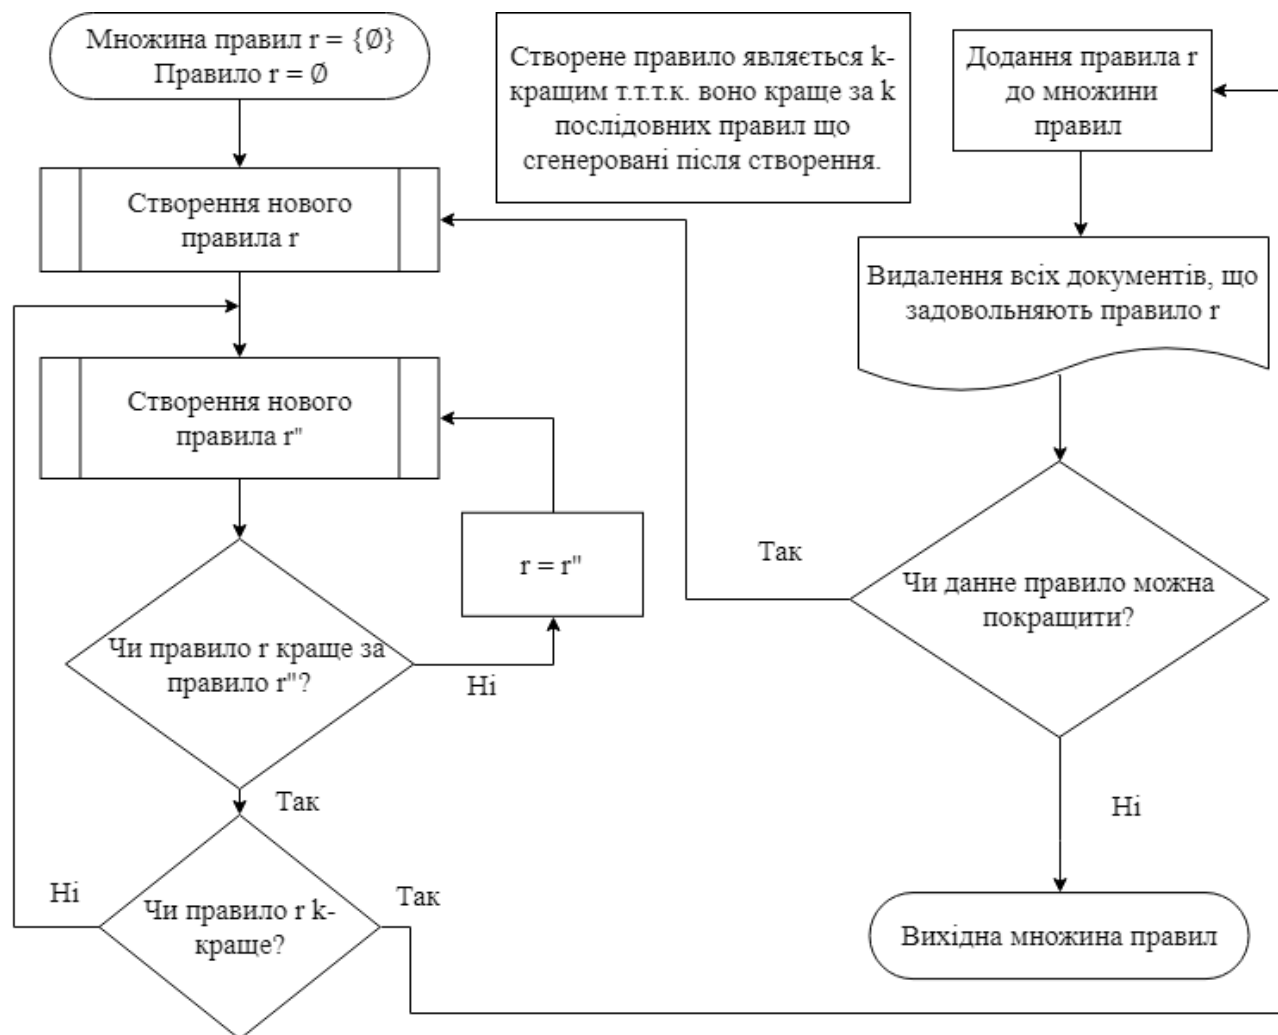 Множина правил r = {∅}
Правило r = ∅
Створення нового
правила r
Створення нового
правила r"
r = r"
Чи правило r краще за
правило r"?
Ні
Так
Чи правило r k-
краще?
Ні
Так
Створене правило являється k-
кращим т.т.т.к. воно краще за k
послідовних правил що
сгенеровані після створення.
Додання правила r
до множини
правил
Видалення всіх документів, що
задовольняють правило r
Чи данне правило можна
покращити?
Так
Ні
Вихідна множина правил